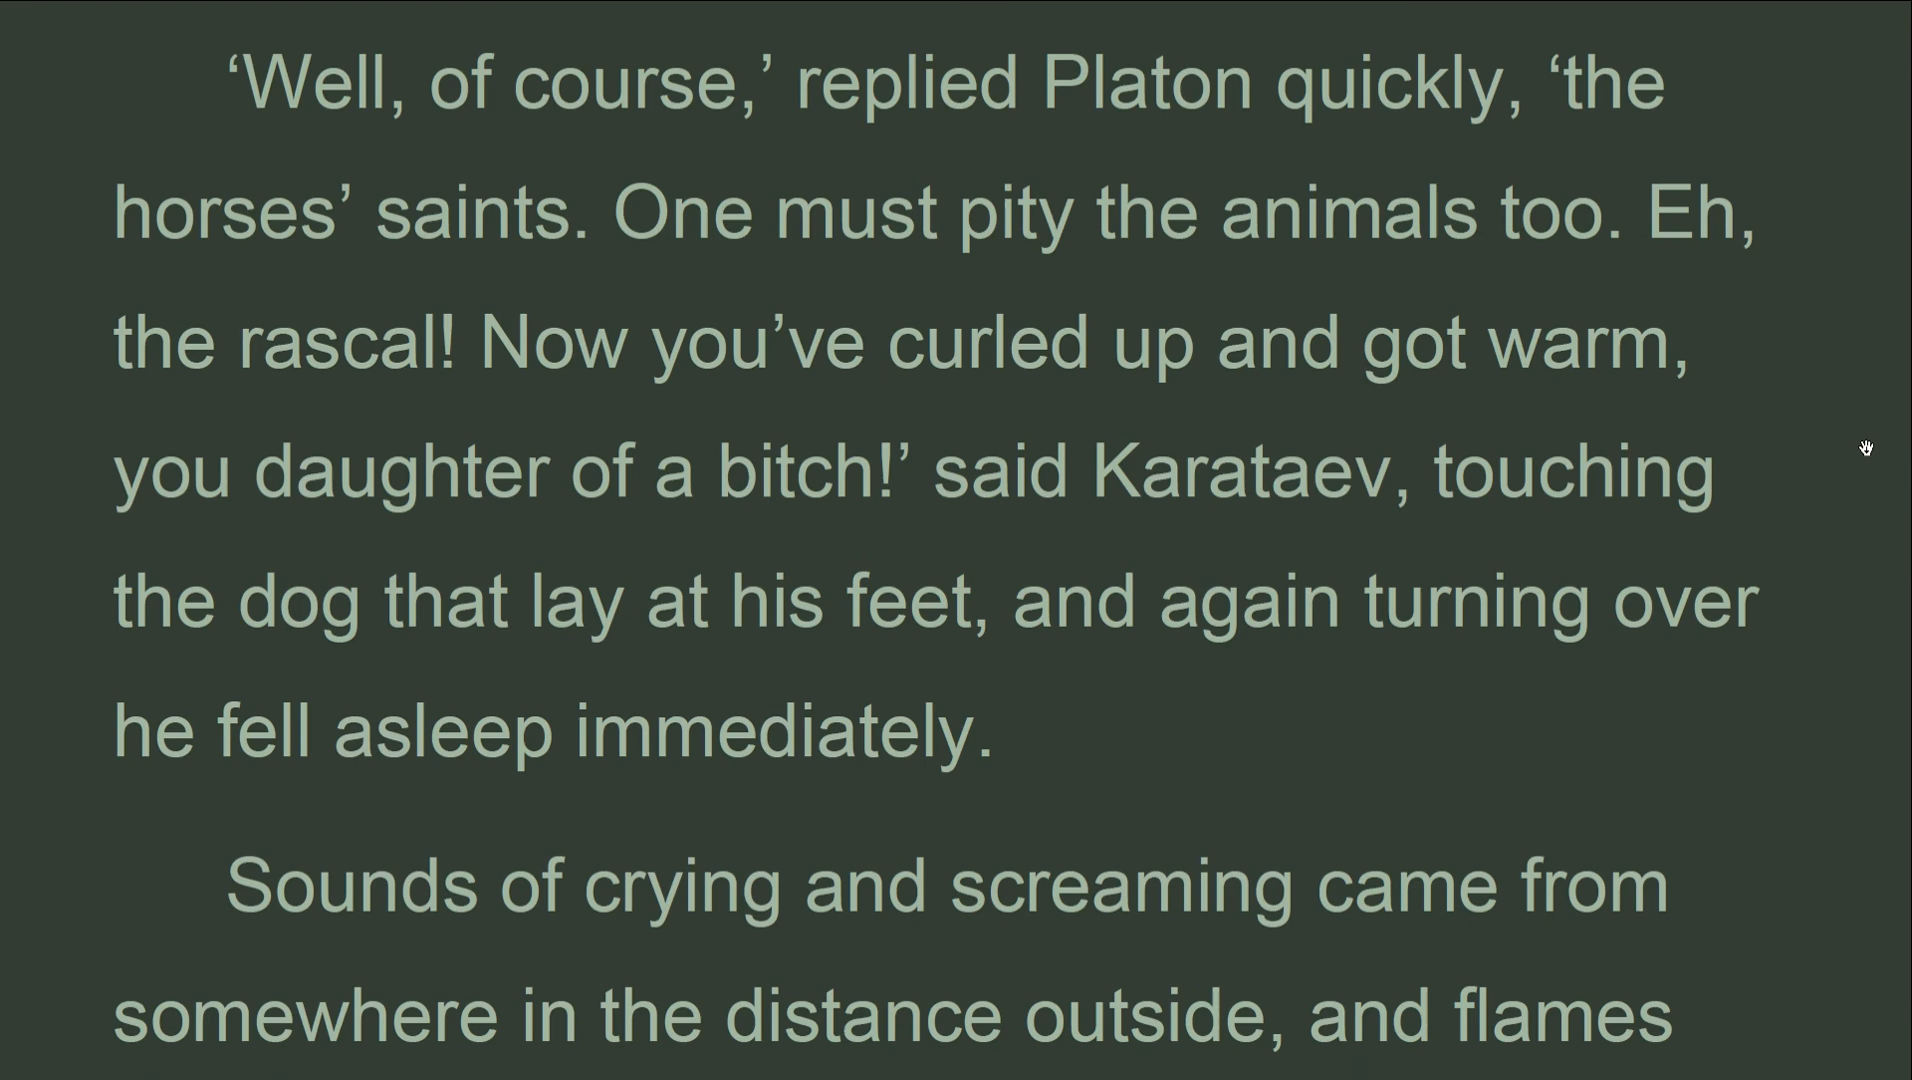 ‘Well, of course,’ replied Platon quickly, ‘the
horses’ saints. One must pity the animals too. Eh,
the rascal! Now you’ve curled up and got warm,
you daughter of a bitch!’ said Karataev, touching
the dog that lay at his feet, and again turning over
he fell asleep immediately.
Sounds of crying and screaming came from
somewhere in the distance outside, and flames